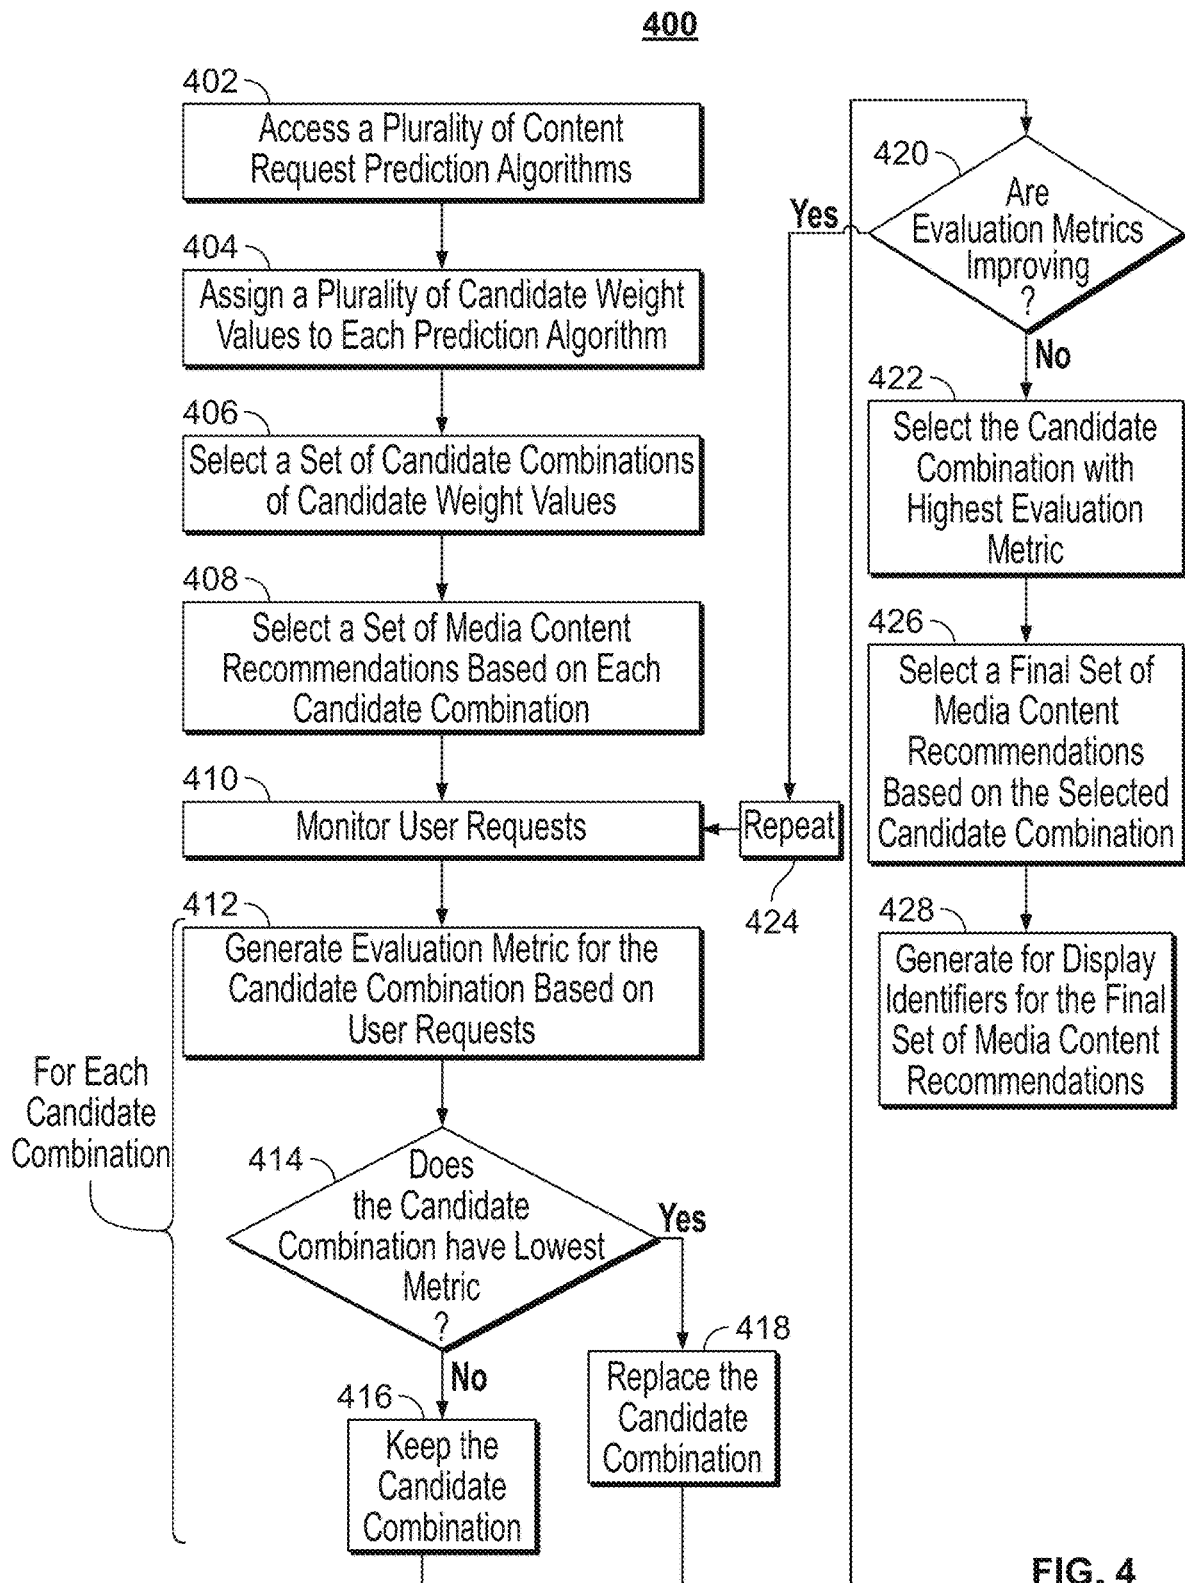 400
402
Access a Plurality of Content
Request Prediction Algorithms
404
Assign a Plurality of Candidate Weight
Values to Each Prediction Algorithm
406
Select a Set of Candidate Combinations
of Candidate Weight Values
408
Select a Set of Media Content
Recommendations Based on Each
Candidate Combination
410
Monitor User Requests
412
Generate Evaluation Metric for the
Candidate Combination Based on
User Requests
For Each
Candidate
Combination
414
Does
the Candidate
Combination have Lowest
Metric
?
Yes
No
416
Keep the
Candidate
Combination
418
Replace the
Candidate
Combination
420
Are
Evaluation Metrics
Improving
?
Yes
No
Repeat
424
422
Select the Candidate
Combination with
Highest Evaluation
Metric
426
Select a Final Set of
Media Content
Recommendations
Based on the Selected
Candidate Combination
428
Generate for Display
Identifiers for the Final
Set of Media Content
Recommendations
FIG. 4